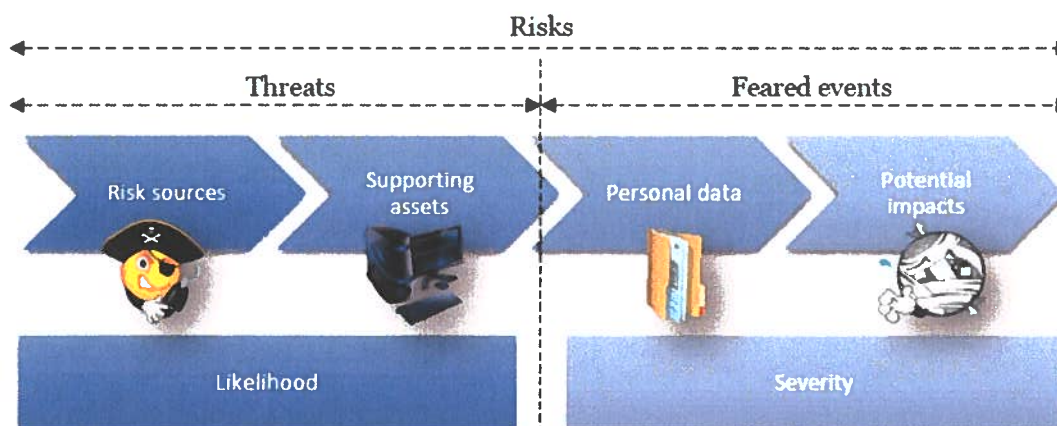 Risks
Threats
Feared events
Risk sources
Supporting
assets
Personal data
Potential
impacts
Likelihood
Severity